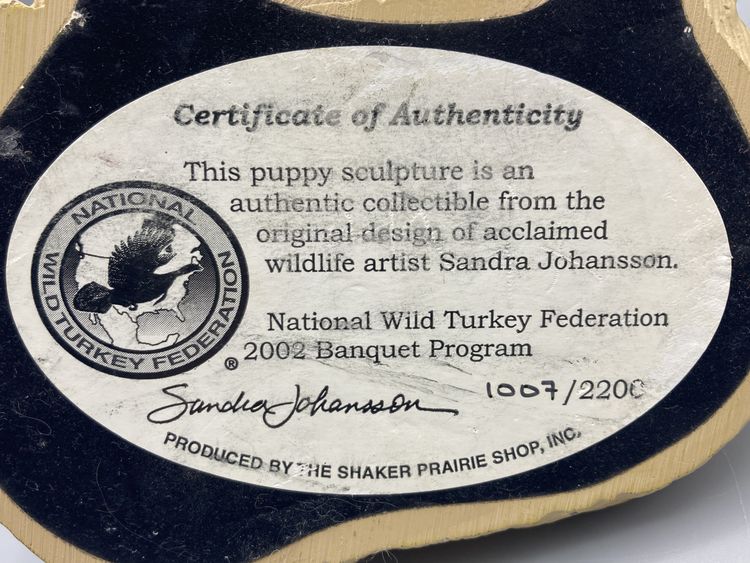 Certificate of Authenticity
This puppy sculpture is an
authentic collectible from the
original design of acclaimed
wildlife artist Sandra Johansson.
NATIONAL
WILD TURKEY FEDERATION
®
National Wild Turkey Federation
2002 Banquet Program
Sandra Johansson
1007/2200
PRODUCED BY THE SHAKER PRAIRIE SHOP, INC.